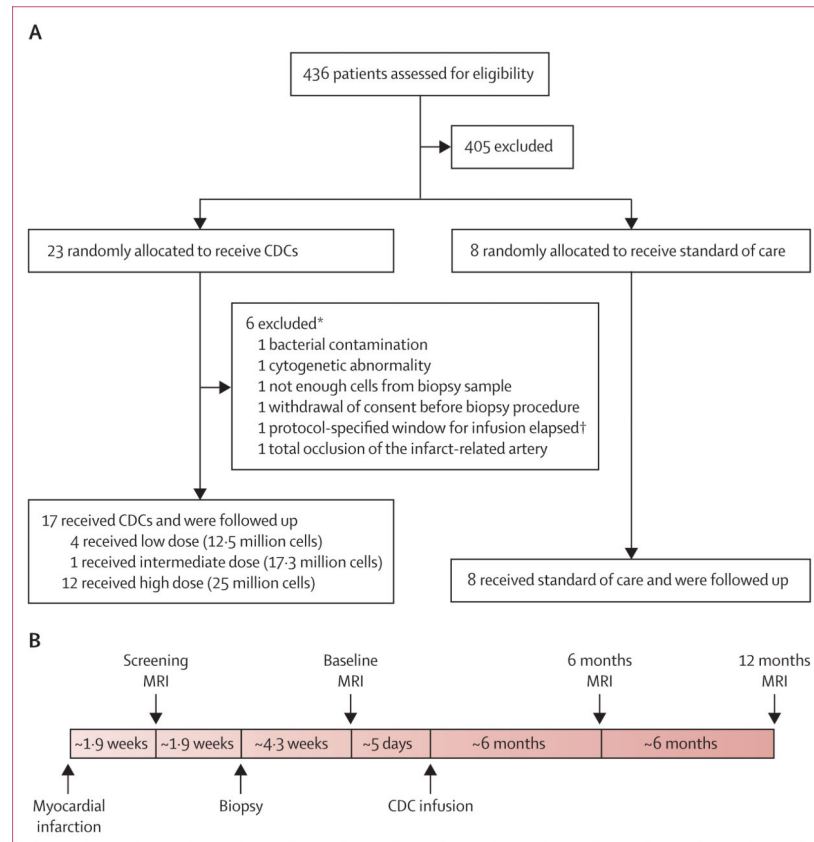 A
436 patients assessed for eligibility
405 excluded
23 randomly allocated to receive CDCs
8 randomly allocated to receive standard of care
6 excluded*
1 bacterial contamination
1 cytogenetic abnormality
1 not enough cells from biopsy sample
1 withdrawal of consent before biopsy procedure
1 protocol-specified window for infusion elapsed†
1 total occlusion of the infarct-related artery
17 received CDCs and were followed up
4 received low dose (12·5 million cells)
1 received intermediate dose (17·3 million cells)
12 received high dose (25 million cells)
8 received standard of care and were followed up
B
Screening
MRI
Baseline
MRI
6 months
MRI
12 months
MRI
~1·9 weeks
~1·9 weeks
~4·3 weeks
~5 days
~6 months
~6 months
Myocardial
infarction
Biopsy
CDC infusion